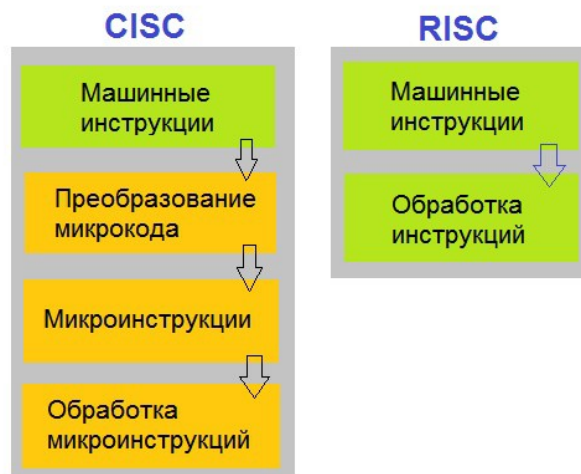 CISC
Машинные
инструкции
Преобразование
микрокода
Микроинструкции
Обработка
микроинструкций
RISC
Машинные
инструкции
Обработка
инструкций